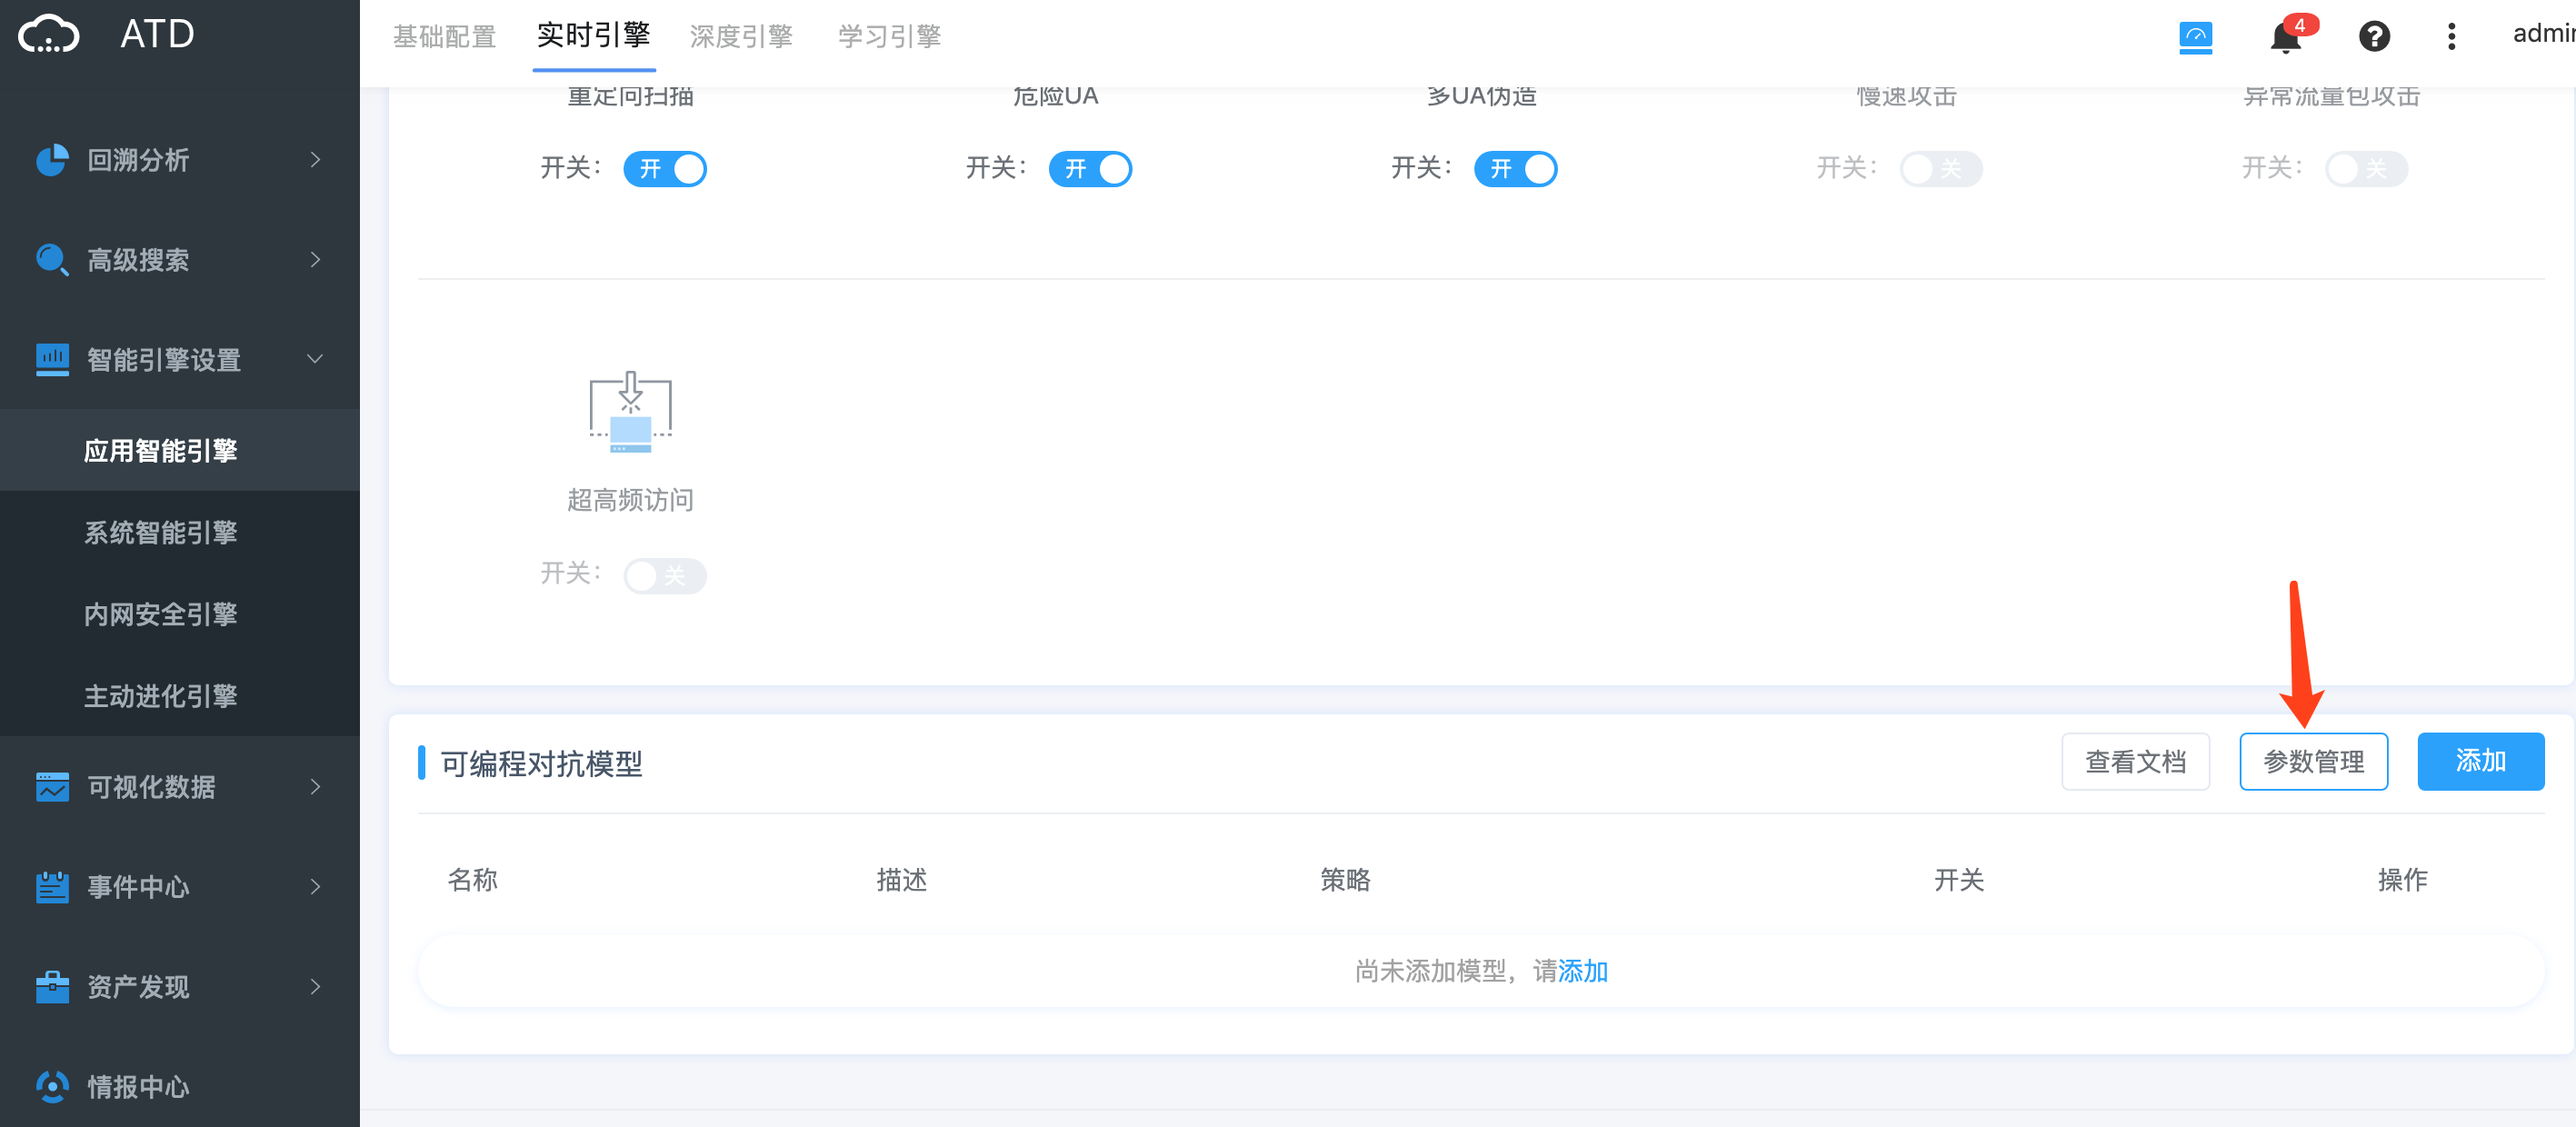 ATD
基础配置 实时引擎 深度引擎 学习引擎
4
admin
回溯分析
高级搜索
智能引擎设置
应用智能引擎
系统智能引擎
内网安全引擎
主动进化引擎
可视化数据
事件中心
资产发现
情报中心
重定向扫描 危险UA 多UA伪造 慢速攻击 异常流量包攻击
开关： 开 开关： 开 开关： 开 开关： 关 开关： 关
超高频访问
开关： 关
可编程对抗模型 查看文档 参数管理 添加
名称 描述 策略 开关 操作
尚未添加模型，请添加